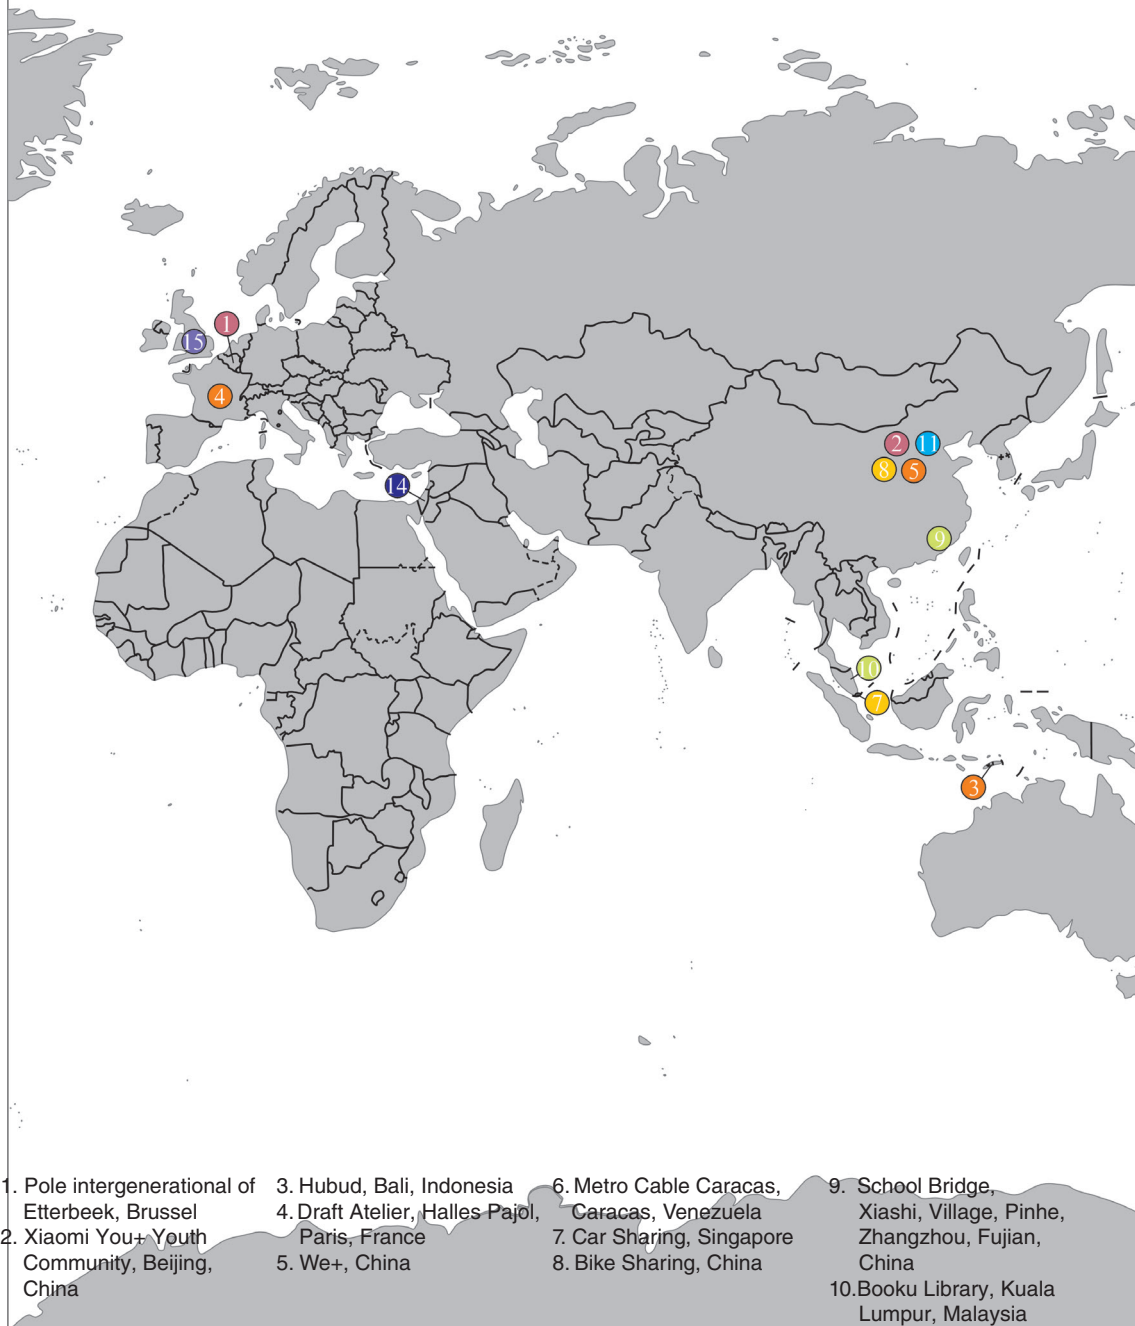 1
15
4
14
2
11
8
5
9
10
7
3
1. Pole intergenerational of
Etterbeek, Brussel
2. Xiaomi You+ Youth
Community, Beijing,
China
3. Hubud, Bali, Indonesia
4. Draft Atelier, Halles Pajol,
Paris, France
5. We+, China
6. Metro Cable Caracas,
Caracas, Venezuela
7. Car Sharing, Singapore
8. Bike Sharing, China
9. School Bridge,
Xiashi, Village, Pinhe,
Zhangzhou, Fujian,
China
10.Booku Library, Kuala
Lumpur, Malaysia